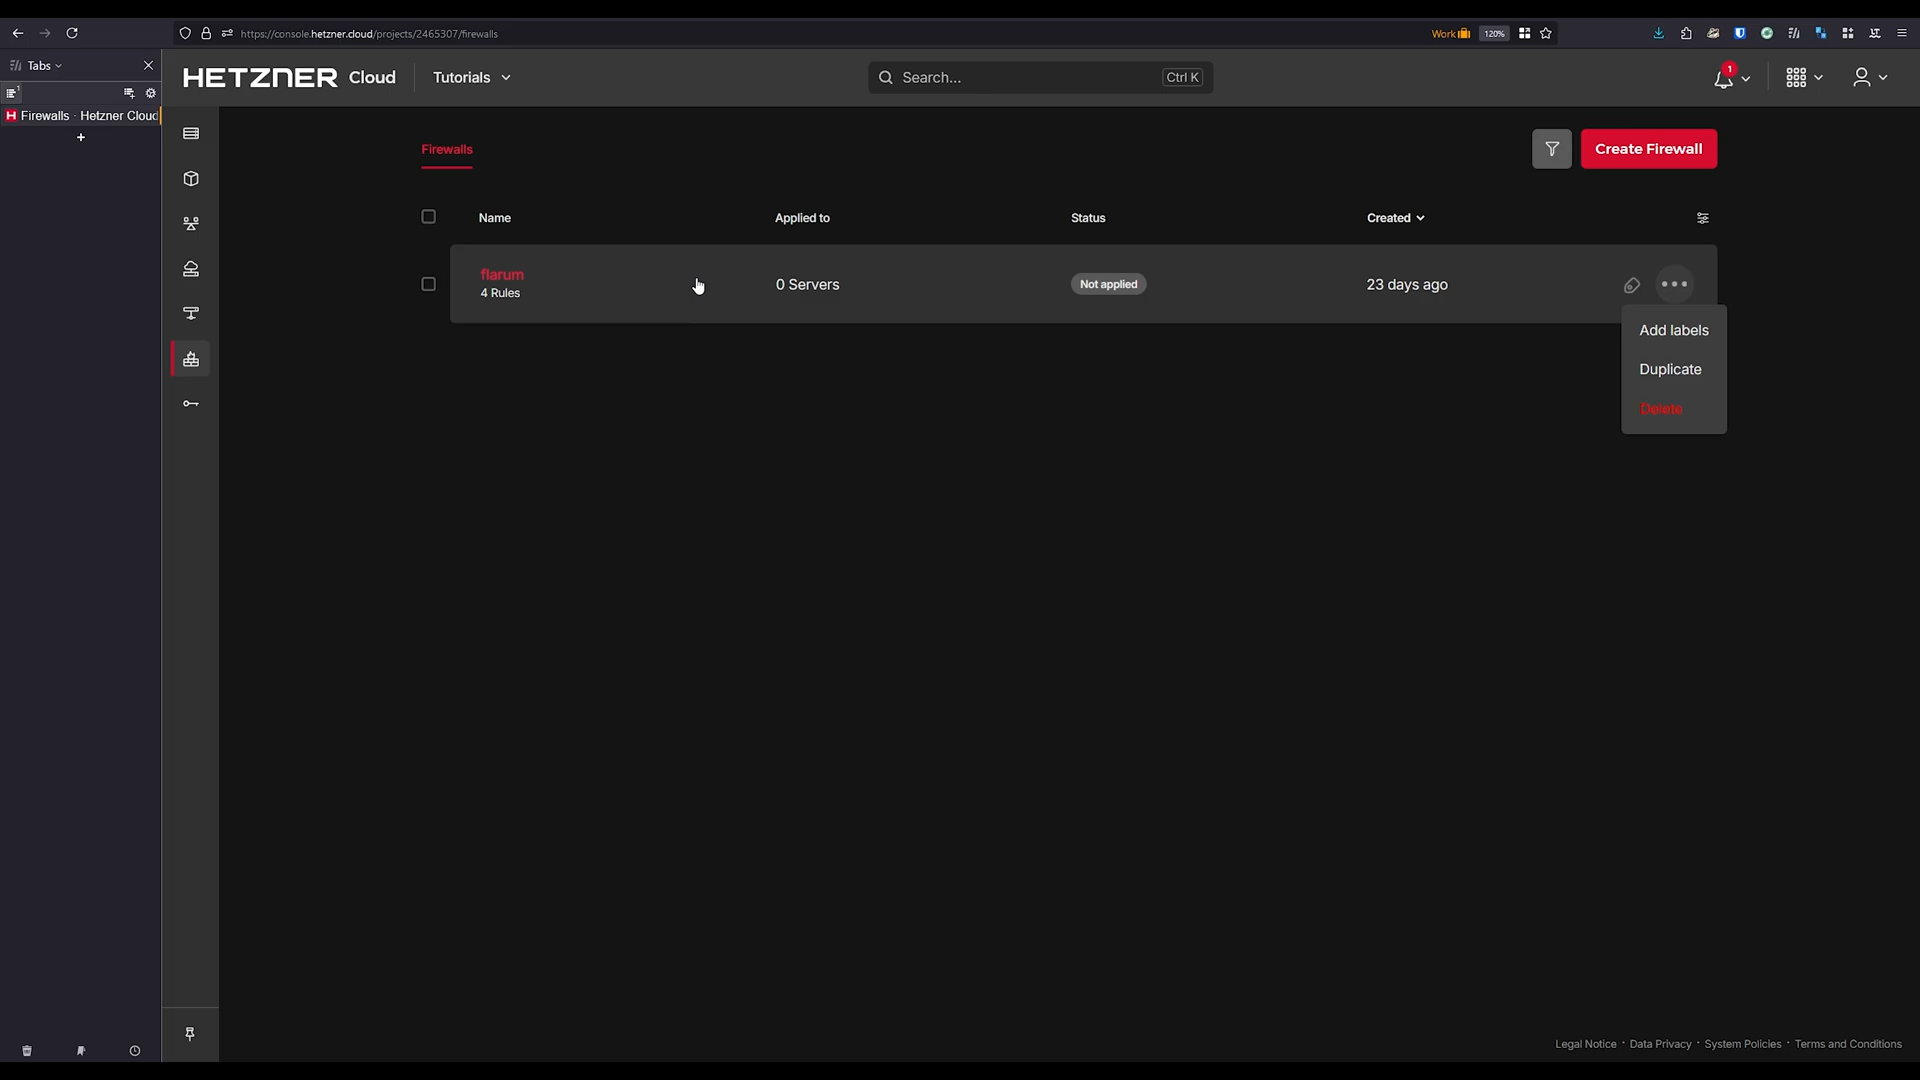 https://console.hetzner.cloud/projects/2465307/firewalls
Work
120%
Tabs
HETZNER Cloud
Tutorials
Search...
Ctrl K
1
1
Firewalls · Hetzner Cloud
Firewalls
Create Firewall
Name
Applied to
Status
Created
flarum
4 Rules
0 Servers
Not applied
23 days ago
Add labels
Duplicate
Delete
Legal Notice · Data Privacy · System Policies · Terms and Conditions